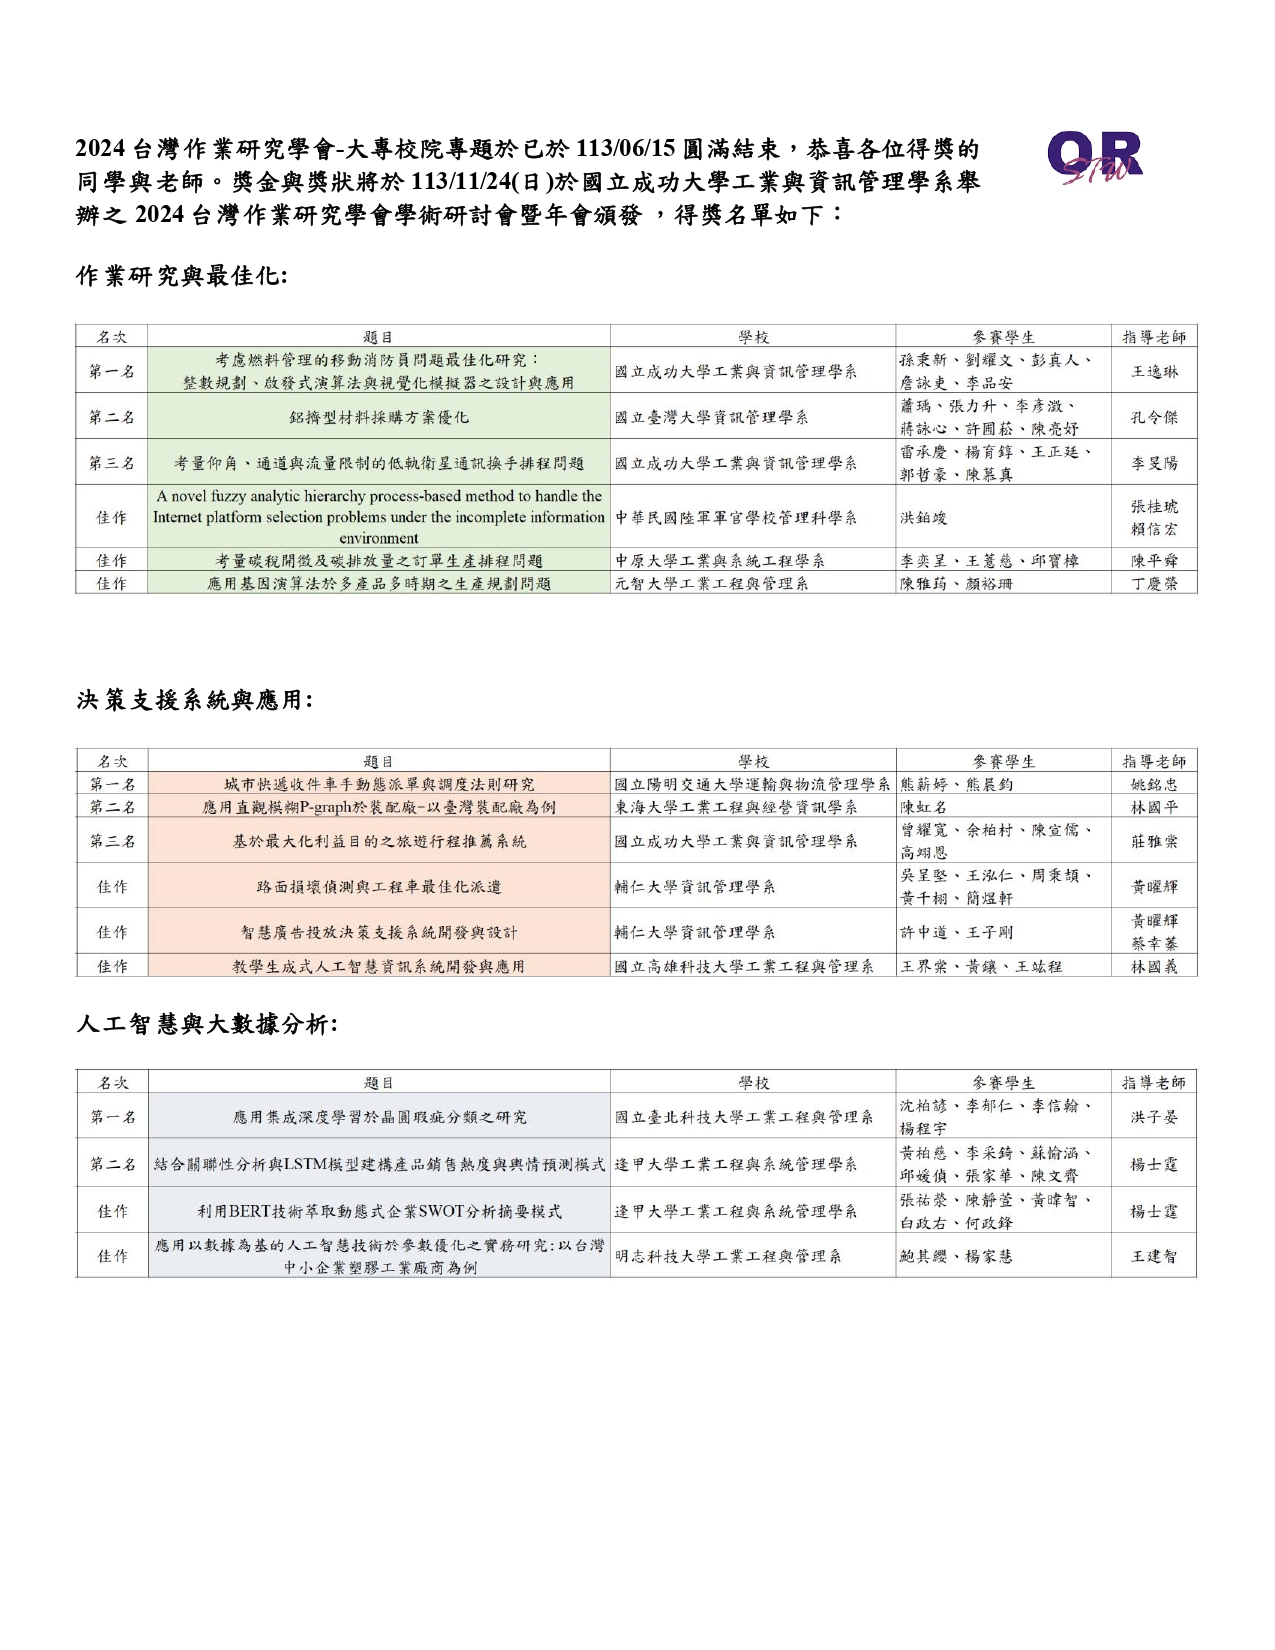 2024 台灣作業研究學會-大專校院專題於已於 113/06/15 圓滿結束，恭喜各位得獎的
同學與老師。獎金與獎狀將於 113/11/24(日)於國立成功大學工業與資訊管理學系舉
辦之 2024 台灣作業研究學會學術研討會暨年會頒發 ，得獎名單如下：
OR
STW
作業研究與最佳化:
名次 題目 學校 參賽學生 指導老師
第一名 考慮燃料管理的移動消防員問題最佳化研究： 整數規劃、啟發式演算法與視覺化模擬器之設計與應用 國立成功大學工業與資訊管理學系 孫秉新、劉耀文、彭真人、 詹詠吏、李品安 王逸琳
第二名 鋁擠型材料採購方案優化 國立臺灣大學資訊管理學系 蕭瑀、張力升、李彥澂、 蔣詠心、許圃菘、陳亮妤 孔令傑
第三名 考量仰角、通道與流量限制的低軌衛星通訊換手排程問題 國立成功大學工業與資訊管理學系 雷承慶、楊育錞、王正廷、 郭哲豪、陳慕真 李旻陽
佳作 A novel fuzzy analytic hierarchy process-based method to handle the Internet platform selection problems under the incomplete information environment 中華民國陸軍軍官學校管理科學系 洪鉑竣 張桂琥 賴信宏
佳作 考量碳稅開徵及碳排放量之訂單生產排程問題 中原大學工業與系統工程學系 李奕呈、王薏慈、邱寶樟 陳平舜
佳作 應用基因演算法於多產品多時期之生產規劃問題 元智大學工業工程與管理系 陳雅筠、顏裕珊 丁慶榮
決策支援系統與應用:
名次 題目 學校 參賽學生 指導老師
第一名 城市快遞收件車手動態派單與調度法則研究 國立陽明交通大學運輸與物流管理學系 熊薪婷、熊晨鈞 姚銘忠
第二名 應用直觀模糊P-graph於裝配廠-以臺灣裝配廠為例 東海大學工業工程與經營資訊學系 陳虹名 林國平
第三名 基於最大化利益目的之旅遊行程推薦系統 國立成功大學工業與資訊管理學系 曾耀寬、余柏村、陳宣儒、 高翊恩 莊雅棠
佳作 路面損壞偵測與工程車最佳化派遣 輔仁大學資訊管理學系 吳呈堅、王泓仁、周秉頡、 黃千栩、簡煜軒 黃曜輝
佳作 智慧廣告投放決策支援系統開發與設計 輔仁大學資訊管理學系 許中道、王子剛 黃曜輝 蔡幸蓁
佳作 教學生成式人工智慧資訊系統開發與應用 國立高雄科技大學工業工程與管理系 王界棠、黃鑲、王竑程 林國義
人工智慧與大數據分析:
名次 題目 學校 參賽學生 指導老師
第一名 應用集成深度學習於晶圓瑕疵分類之研究 國立臺北科技大學工業工程與管理系 沈柏諺、李郁仁、李信翰、 楊程宇 洪子晏
第二名 結合關聯性分析與LSTM模型建構產品銷售熱度與輿情預測模式 逢甲大學工業工程與系統管理學系 黃柏慈、李采錡、蘇愉涵、 邱媛偵、張家華、陳文齊 楊士霆
佳作 利用BERT技術萃取動態式企業SWOT分析摘要模式 逢甲大學工業工程與系統管理學系 張祐榮、陳靜萱、黃暐智、 白政右、何政鋒 楊士霆
佳作 應用以數據為基的人工智慧技術於參數優化之實務研究:以台灣 中小企業塑膠工業廠商為例 明志科技大學工業工程與管理系 鮑其纓、楊家慧 王建智